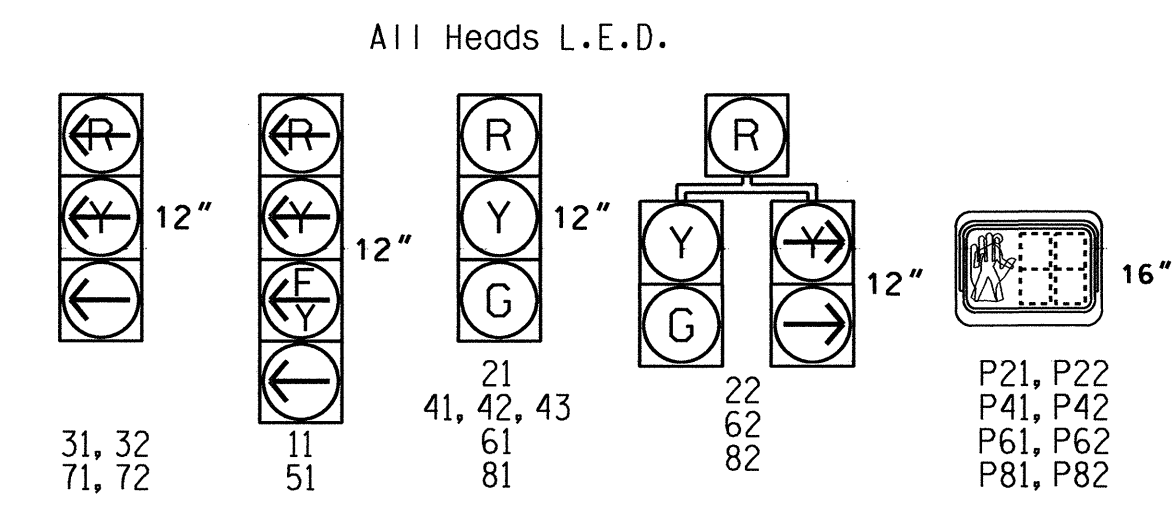 All Heads L.E.D.
R
Y
12"
31, 32
71, 72
R
Y
F
Y
12"
11
51
R
Y
G
12"
21
41, 42, 43
61
81
R
Y
G
Y
12"
22
62
82
16"
P21, P22
P41, P42
P61, P62
P81, P82